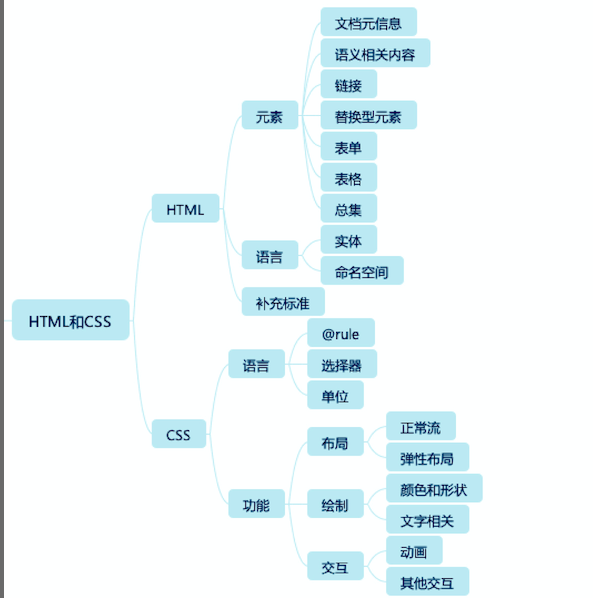 文档元信息
语义相关内容
链接
元素
替换型元素
表单
表格
HTML
总集
实体
语言
命名空间
补充标准
HTML和CSS
@rule
语言
选择器
单位
CSS
正常流
布局
弹性布局
颜色和形状
功能
绘制
文字相关
动画
交互
其他交互